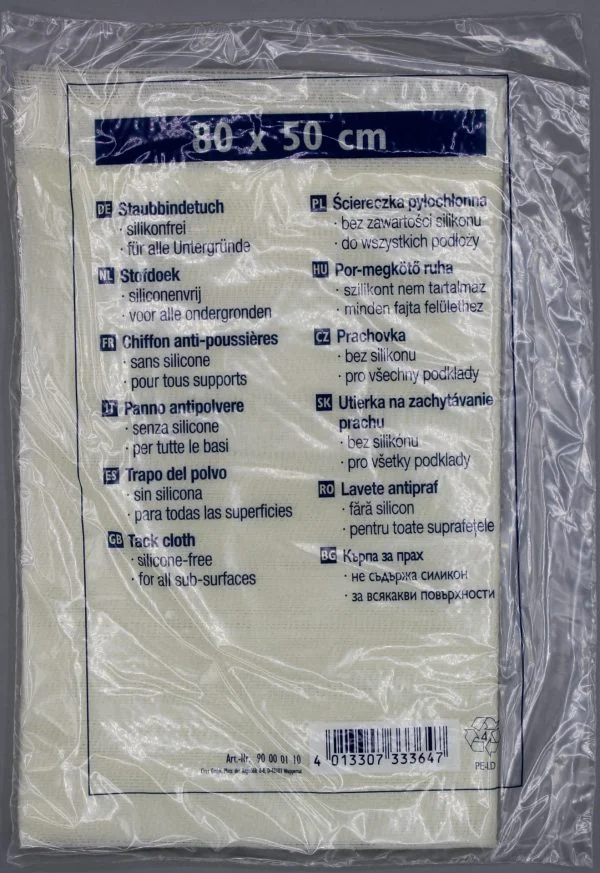 80 x 50 cm
DE Staubbindetuch
· silikonfrei
· für alle Untergründe
NL Stofdoek
· siliconenvrij
· voor alle ondergronden
FR Chiffon anti-poussières
· sans silicone
· pour tous supports
IT Panno antipolvere
· senza silicone
· per tutte le basi
ES Trapo del polvo
· sin silicona
· para todas las superficies
GB Tack cloth
· silicone-free
· for all sub-surfaces
PL Ściereczka pyłochłonna
· bez zawartości silikonu
· do wszystkich podłoży
HU Por-megkötő ruha
· szilikont nem tartalmaz
· minden fajta felülethez
CZ Prachovka
· bez silikonu
· pro všechny podklady
SK Utierka na zachytávanie
prachu
· bez silikónu
· pro všetky podklady
RO Lavete antipraf
· fără silicon
· pentru toate suprafețele
BG Кърпа за прах
· не съдържа силикон
· за всякакви повърхности
Art.-Nr. 90 00 01 10
4 013307 333647
4
PE-LD